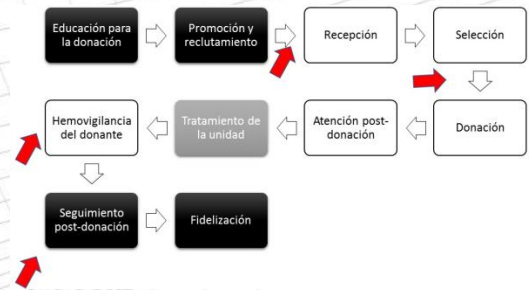 Educación para
la donación
Promoción y
reclutamiento
Recepción
Selección
Hemovigilancia
del donante
Tratamiento de
la unidad
Atención post-
donación
Donación
Seguimiento
post-donación
Fidelización